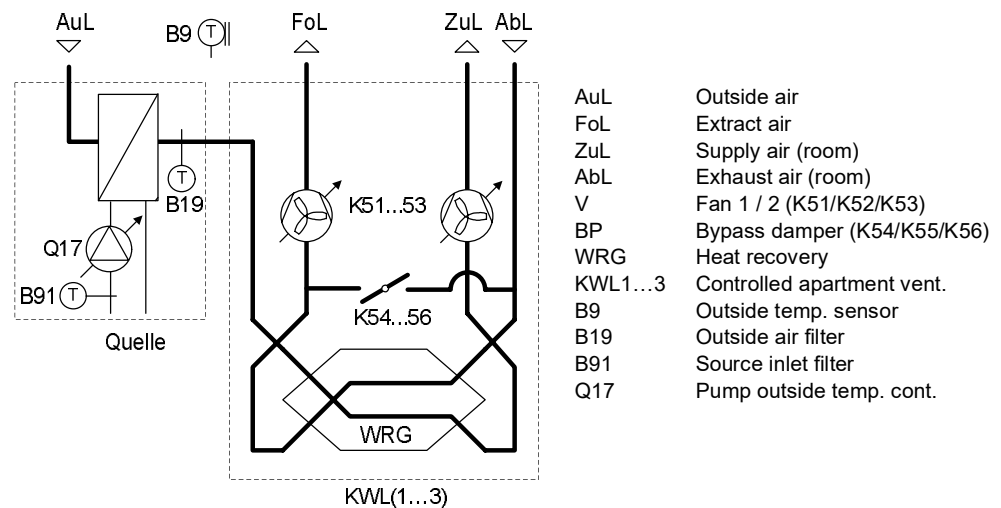 AuL
B9 T
FoL
ZuL AbL
T
B19
K51...53
Q17
B91 T
K54...56
Quelle
WRG
KWL(1...3)
AuL Outside air
FoL Extract air
ZuL Supply air (room)
AbL Exhaust air (room)
V Fan 1 / 2 (K51/K52/K53)
BP Bypass damper (K54/K55/K56)
WRG Heat recovery
KWL1...3 Controlled apartment vent.
B9 Outside temp. sensor
B19 Outside air filter
B91 Source inlet filter
Q17 Pump outside temp. cont.